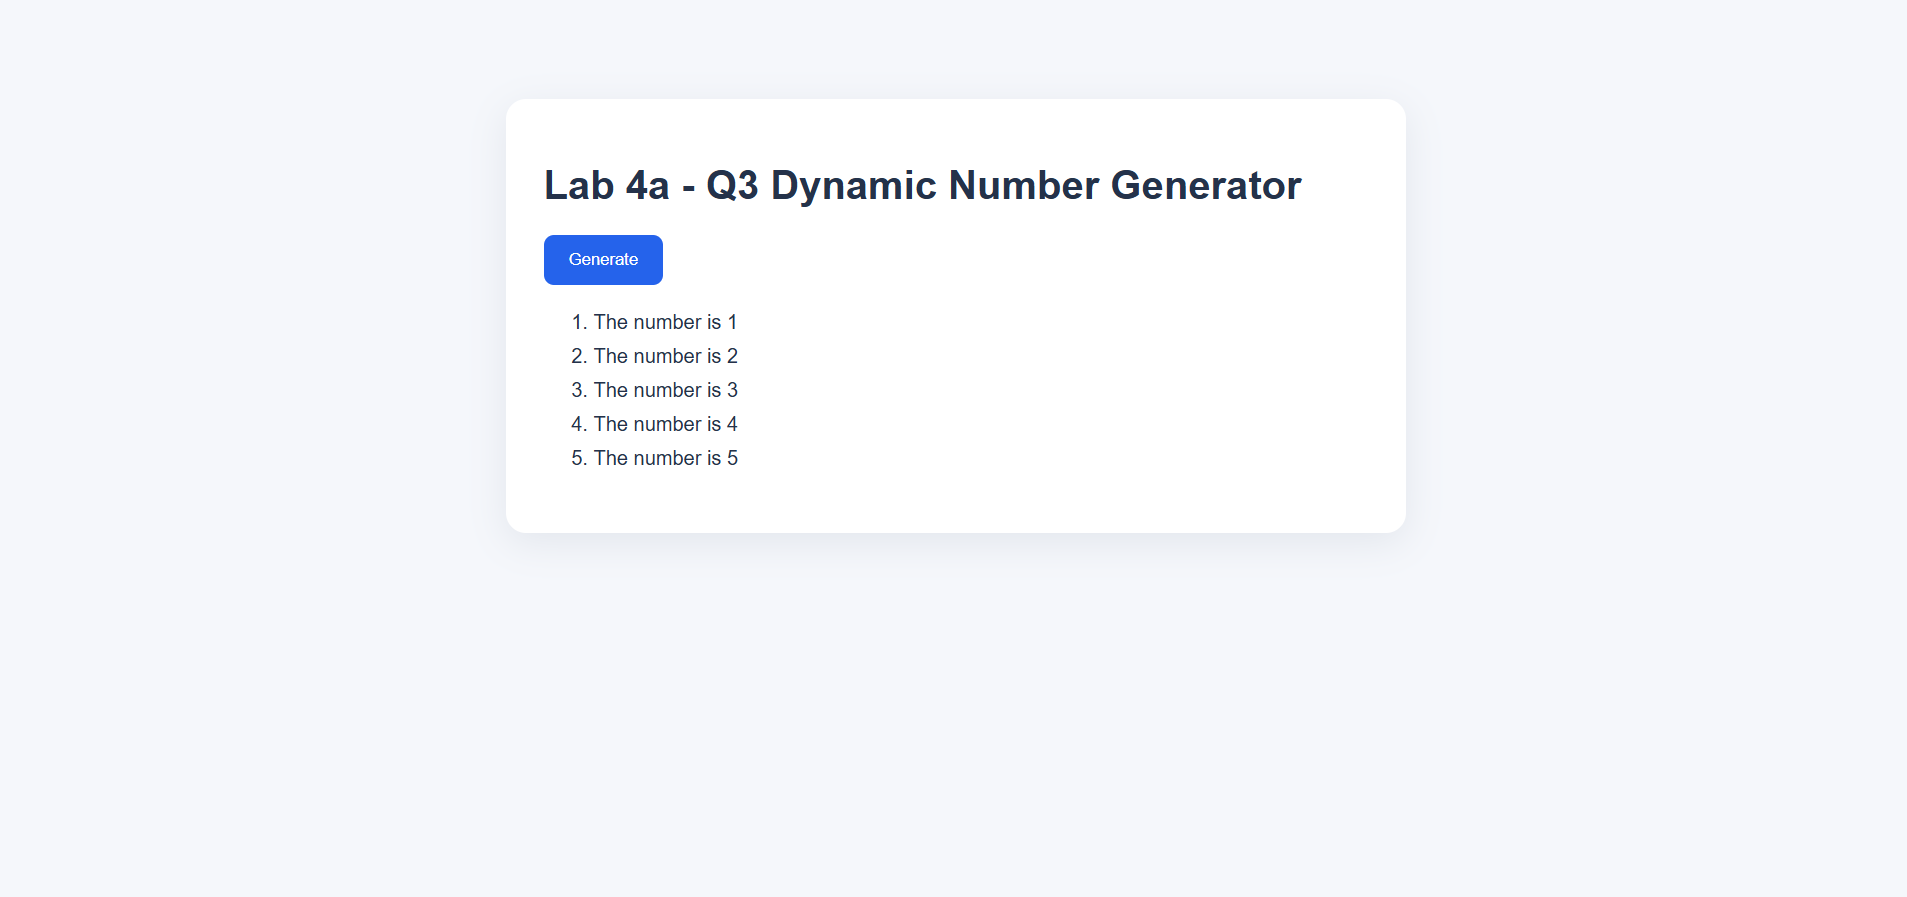 Lab 4a - Q3 Dynamic Number Generator
Generate
1. The number is 1
2. The number is 2
3. The number is 3
4. The number is 4
5. The number is 5